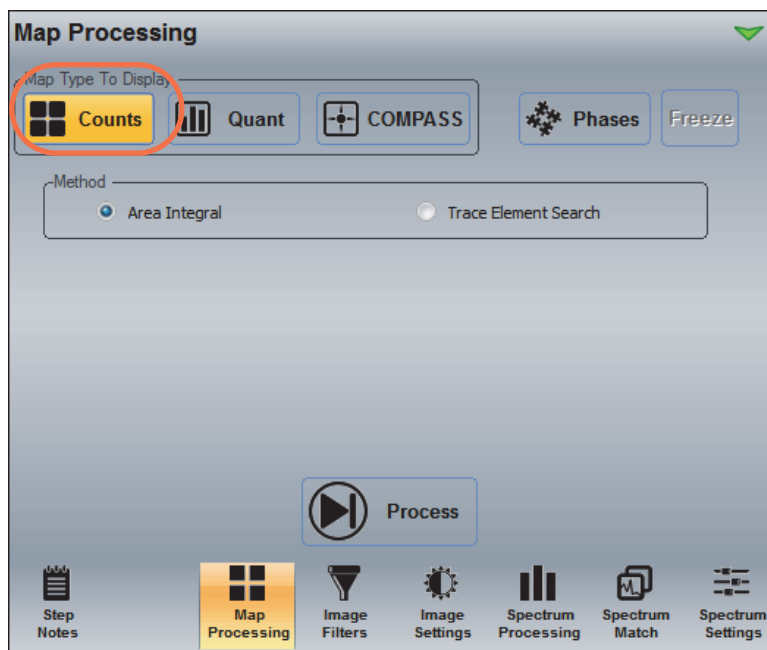 Map Processing
Map Type To Display
Counts Quant COMPASS Phases Freeze
Method
Area Integral Trace Element Search
Process
Step Map Image Image Spectrum Spectrum Spectrum
Notes Processing Filters Settings Processing Match Settings